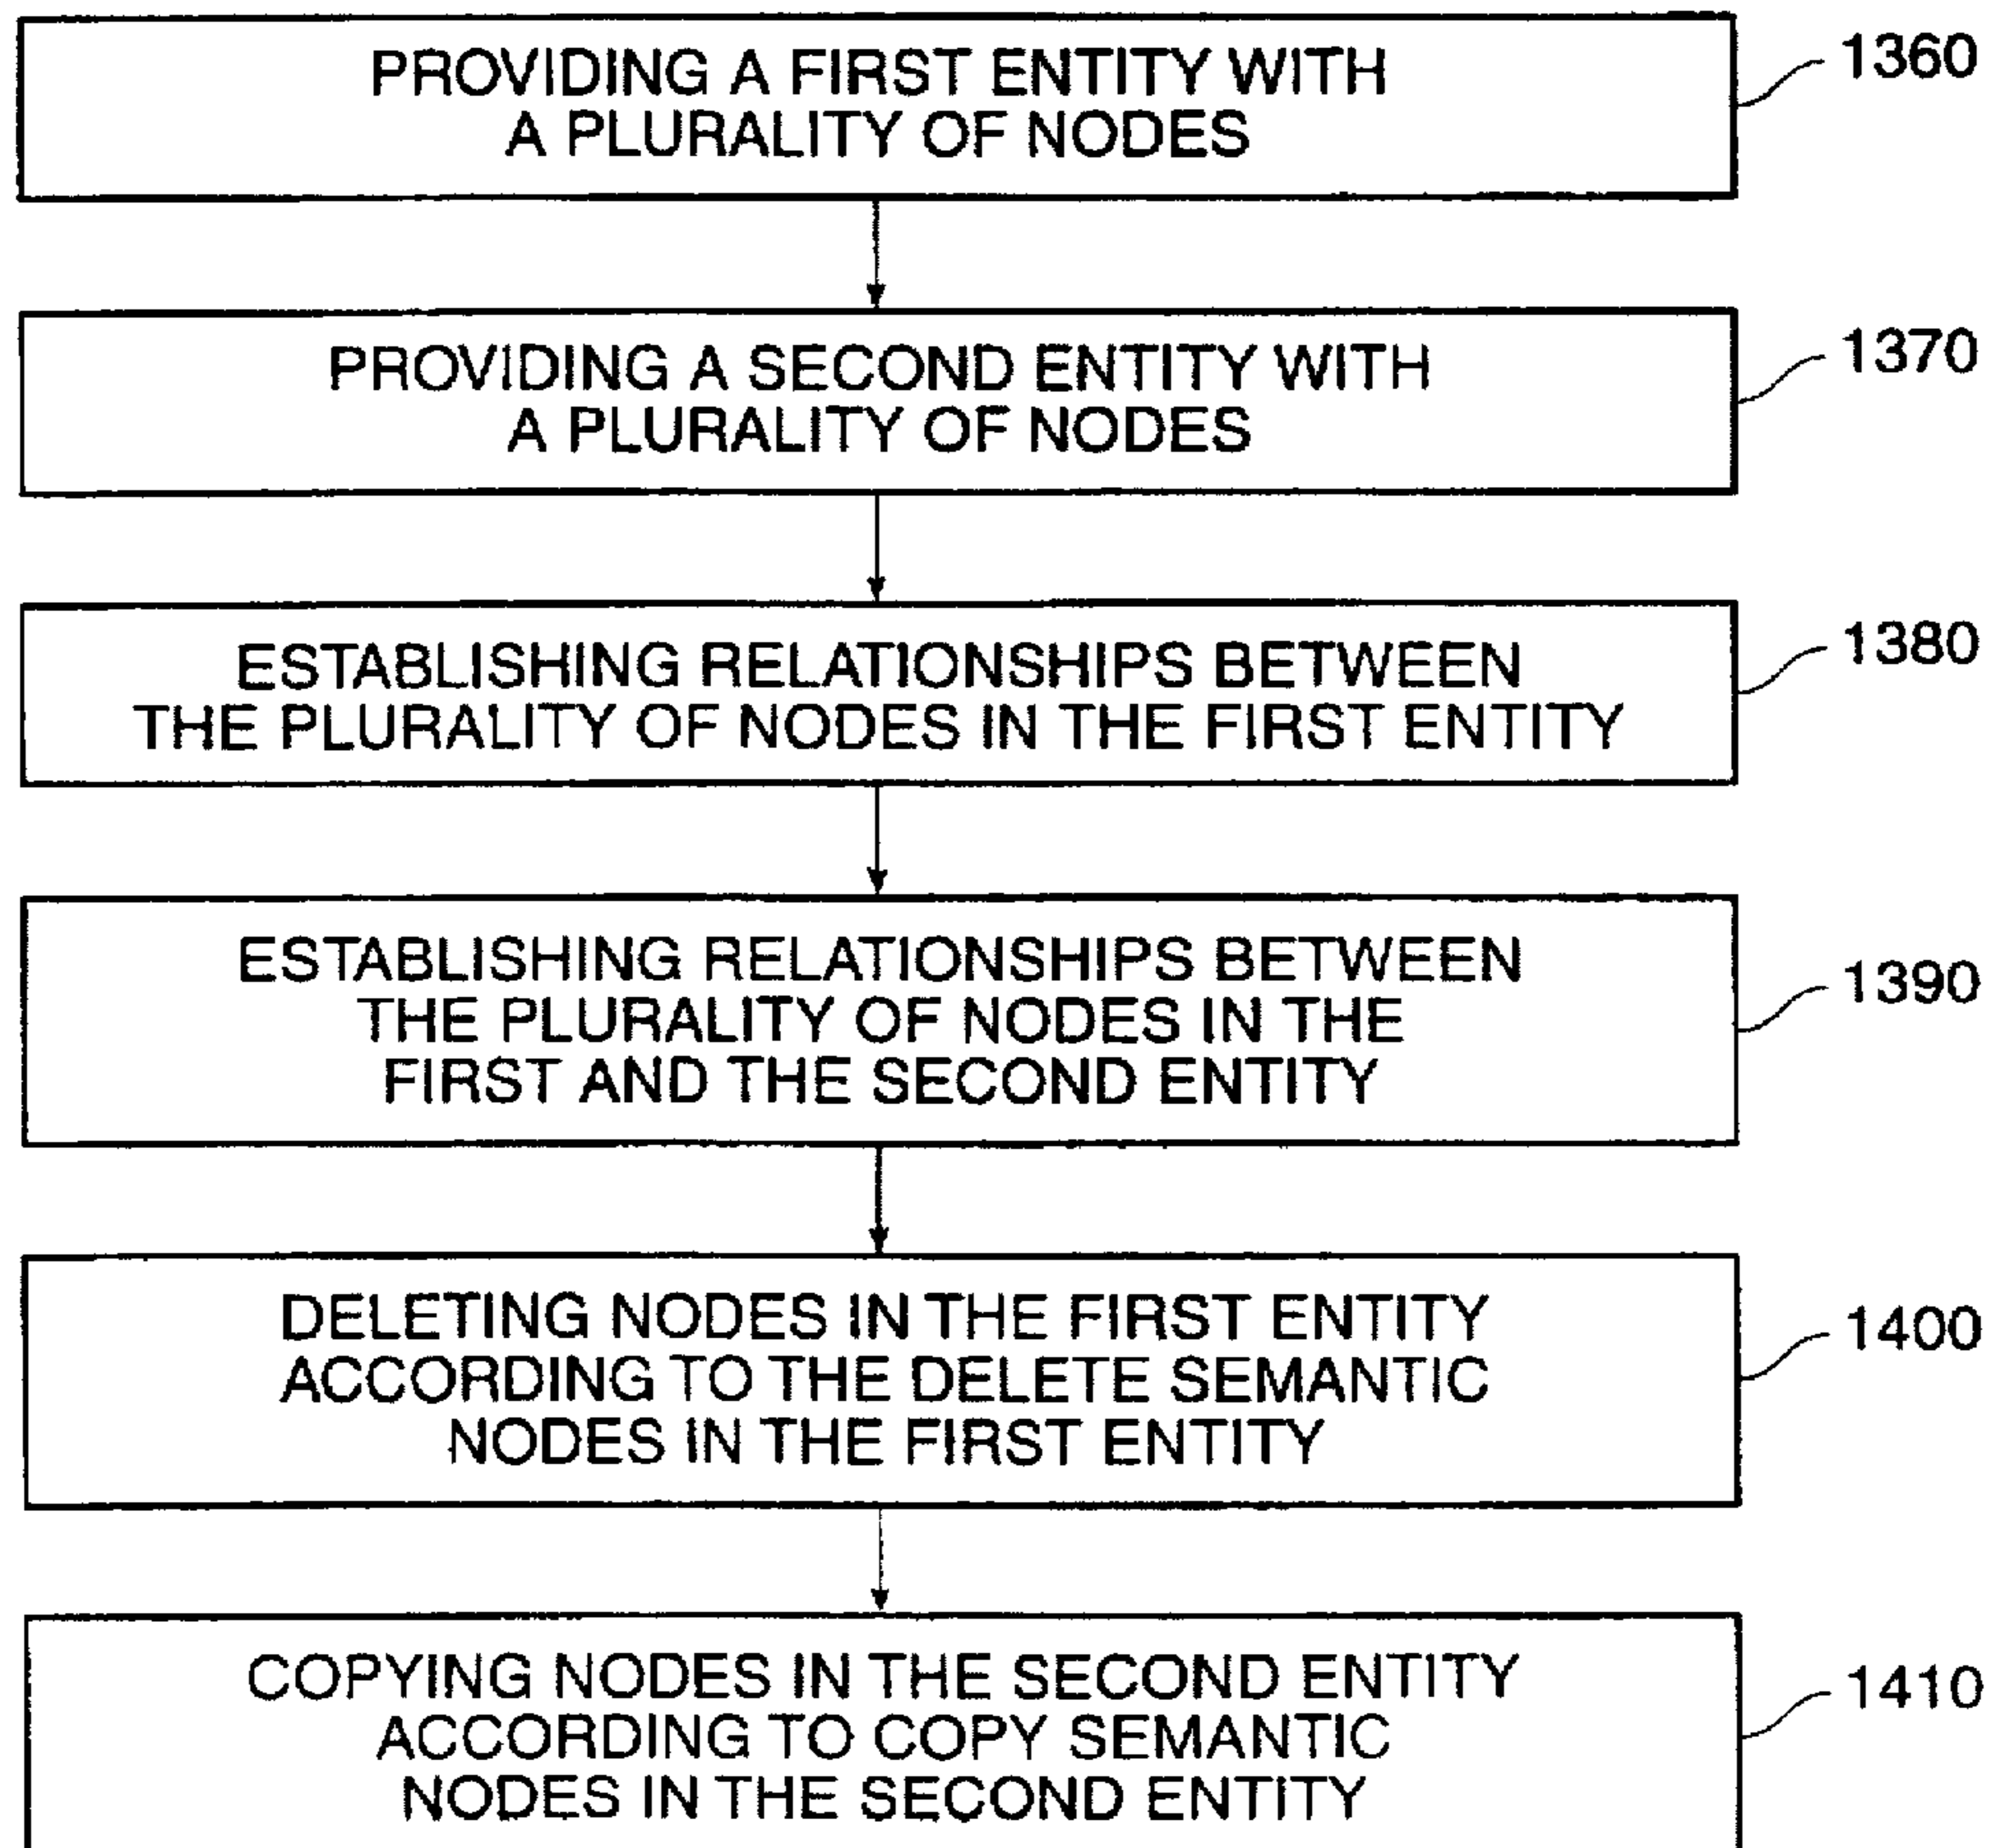 PROVIDING A FIRST ENTITY WITH
A PLURALITY OF NODES
1360
PROVIDING A SECOND ENTITY WITH
A PLURALITY OF NODES
1370
ESTABLISHING RELATIONSHIPS BETWEEN
THE PLURALITY OF NODES IN THE FIRST ENTITY
1380
ESTABLISHING RELATIONSHIPS BETWEEN
THE PLURALITY OF NODES IN THE
FIRST AND THE SECOND ENTITY
1390
DELETING NODES IN THE FIRST ENTITY
ACCORDING TO THE DELETE SEMANTIC
NODES IN THE FIRST ENTITY
1400
COPYING NODES IN THE SECOND ENTITY
ACCORDING TO COPY SEMANTIC
NODES IN THE SECOND ENTITY
1410